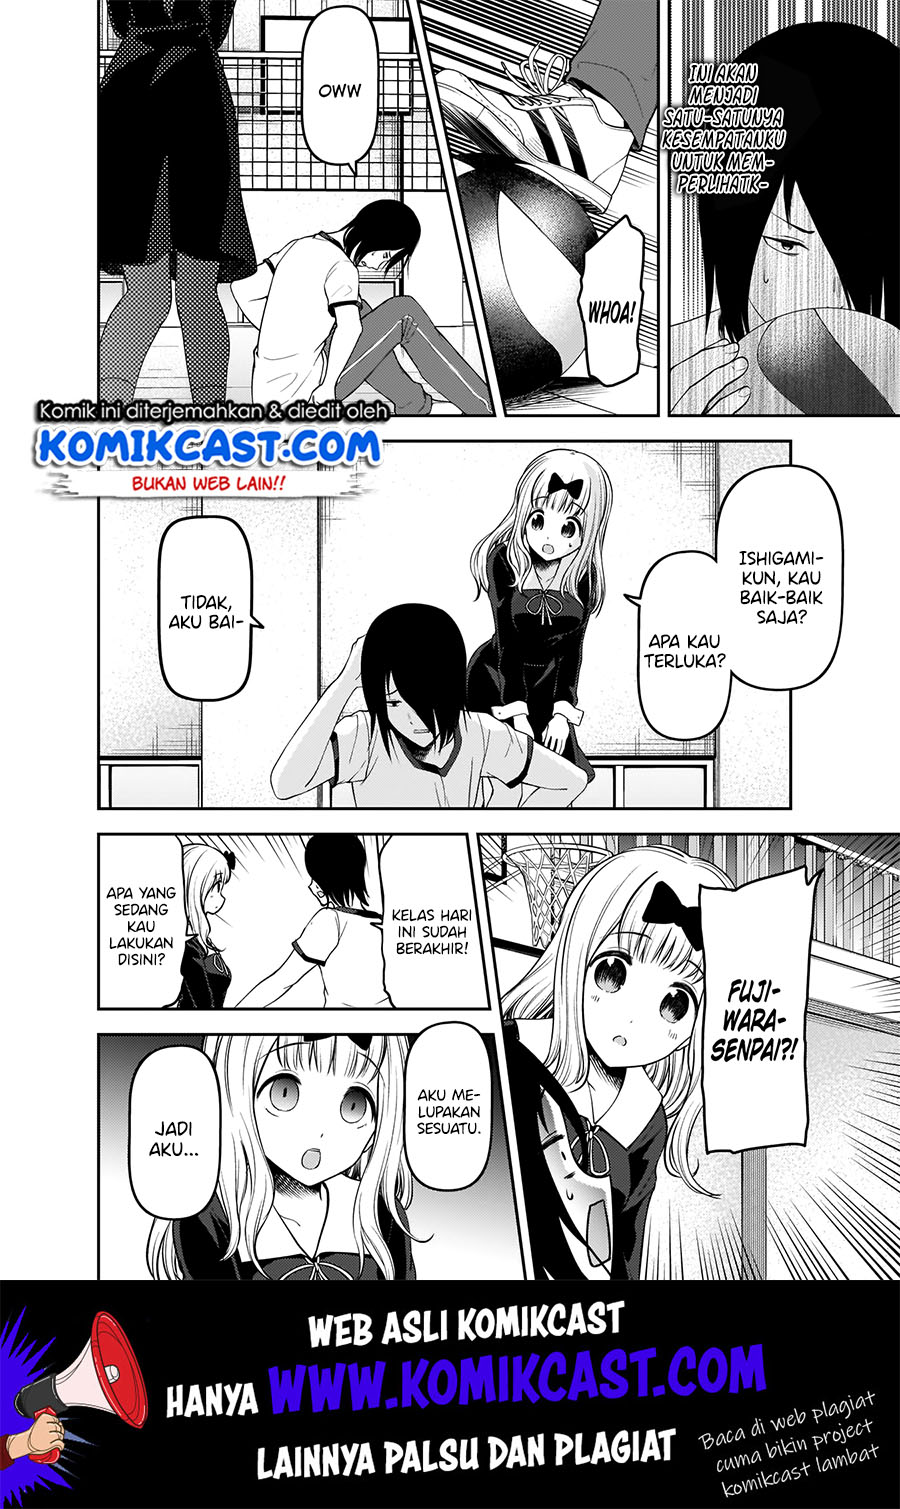 INI AKAN
MENJADI
SATU-SATUNYA
KESEMPATANKU
UNTUK MEM-
PERLIHATK-
WHOA!
OWW
Komik ini diterjemahkan & diedit oleh
KOMIKCAST.COM
BUKAN WEB LAIN!!
ISHIGAMI-
KUN, KAU
BAIK-BAIK
SAJA?
APA KAU
TERLUKA?
TIDAK,
AKU BAI-
FUJI-
WARA-
SENPAI?!
KELAS HARI
INI SUDAH
BERAKHIR!
APA YANG
SEDANG
KAU
LAKUKAN
DISINI?
AKU ME-
LUPAKAN
SESUATU.
JADI
AKU...
WEB ASLI KOMIKCAST
HANYA WWW.KOMIKCAST.COM
LAINNYA PALSU DAN PLAGIAT
Baca di web plagiat
cuma bikin project
komikcast lambat